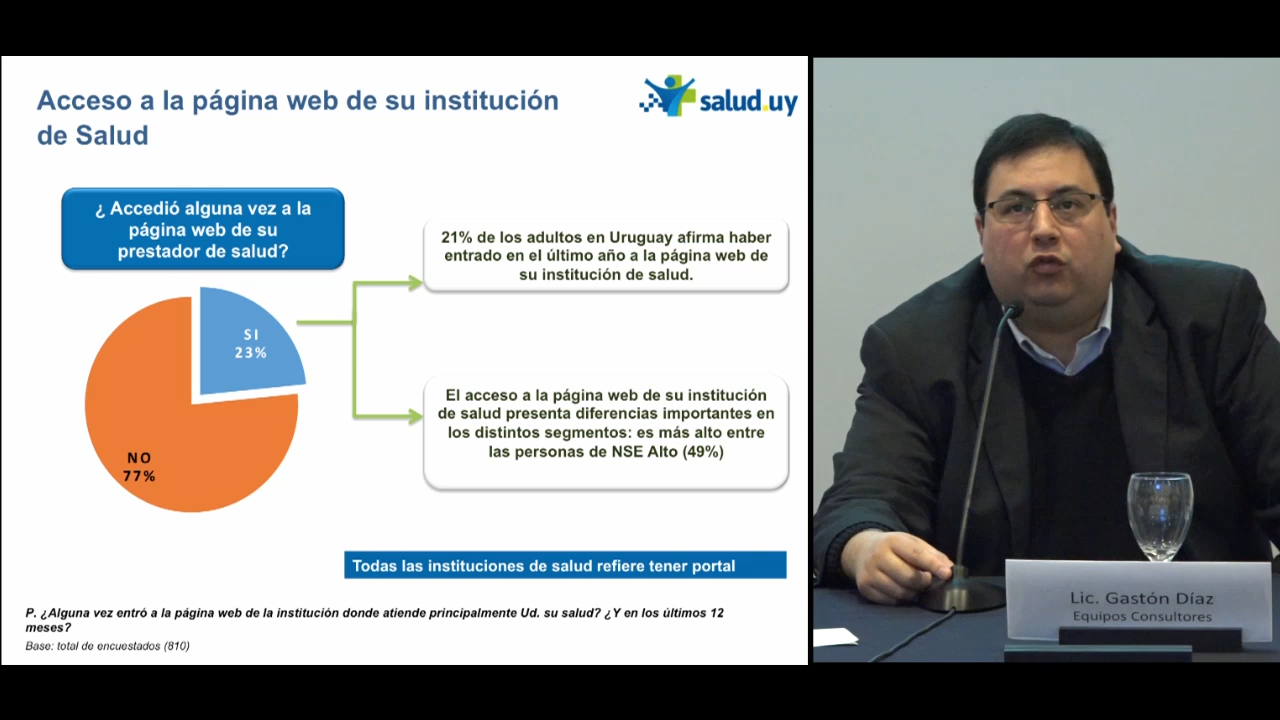 Acceso a la página web de su institución
de Salud
salud.uy
¿ Accedió alguna vez a la
página web de su
prestador de salud?
21% de los adultos en Uruguay afirma haber
entrado en el último año a la página web de
su institución de salud.
SI
23%
El acceso a la página web de su institución
de salud presenta diferencias importantes en
los distintos segmentos: es más alto entre
las personas de NSE Alto (49%)
NO
77%
Todas las instituciones de salud refiere tener portal
P. ¿Alguna vez entró a la página web de la institución donde atiende principalmente Ud. su salud? ¿Y en los últimos 12
meses?
Base: total de encuestados (810)
Lic. Gastón Díaz
Equipos Consultores